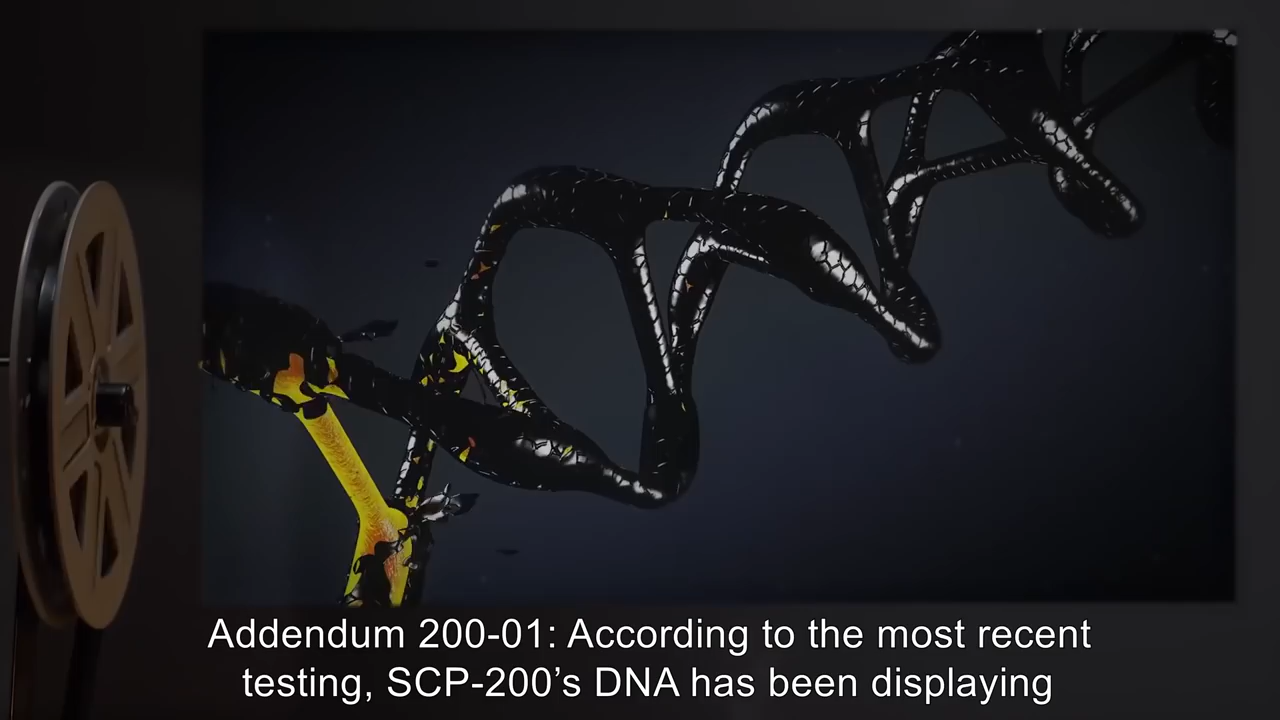 Addendum 200-01: According to the most recent
testing, SCP-200’s DNA has been displaying